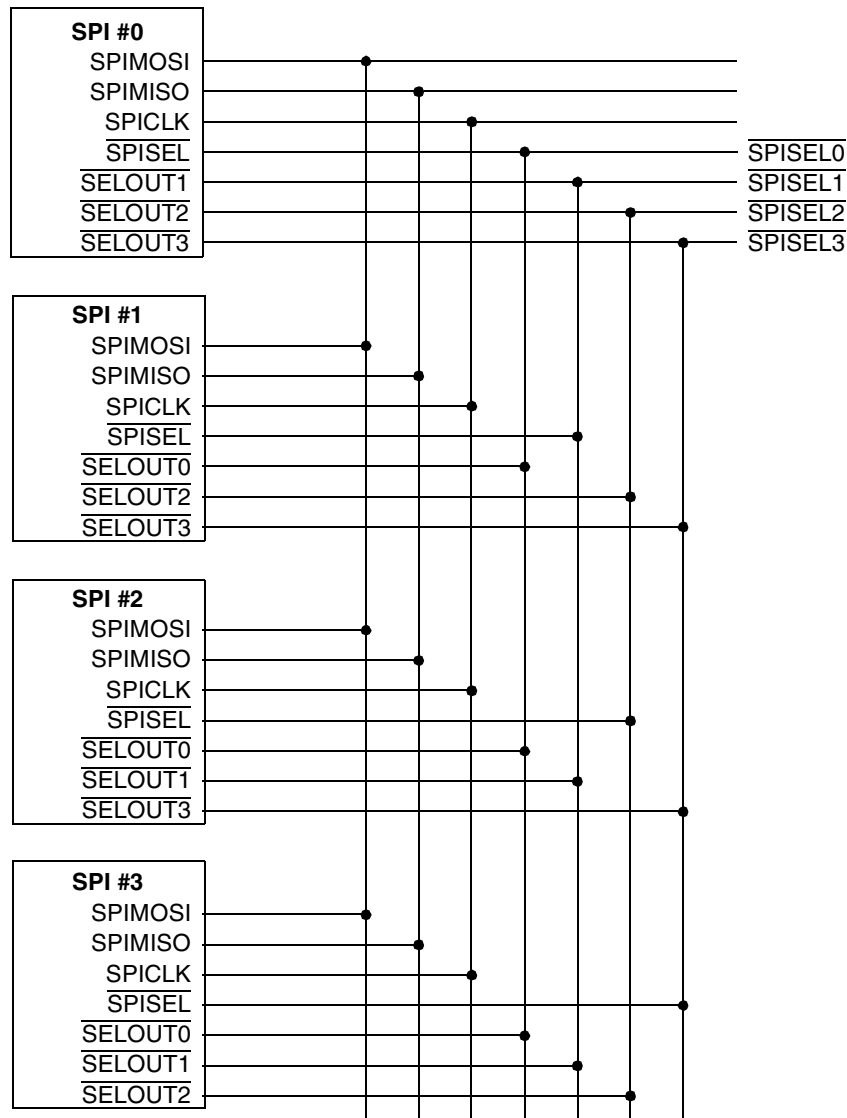 SPI #0
SPIMOSI
SPIMISO
SPICLK
SPISEL SPISEL0
SELOUT1 SPISEL1
SELOUT2 SPISEL2
SELOUT3 SPISEL3
SPI #1
SPIMOSI
SPIMISO
SPICLK
SPISEL
SELOUT0
SELOUT2
SELOUT3
SPI #2
SPIMOSI
SPIMISO
SPICLK
SPISEL
SELOUT0
SELOUT1
SELOUT3
SPI #3
SPIMOSI
SPIMISO
SPICLK
SPISEL
SELOUT0
SELOUT1
SELOUT2